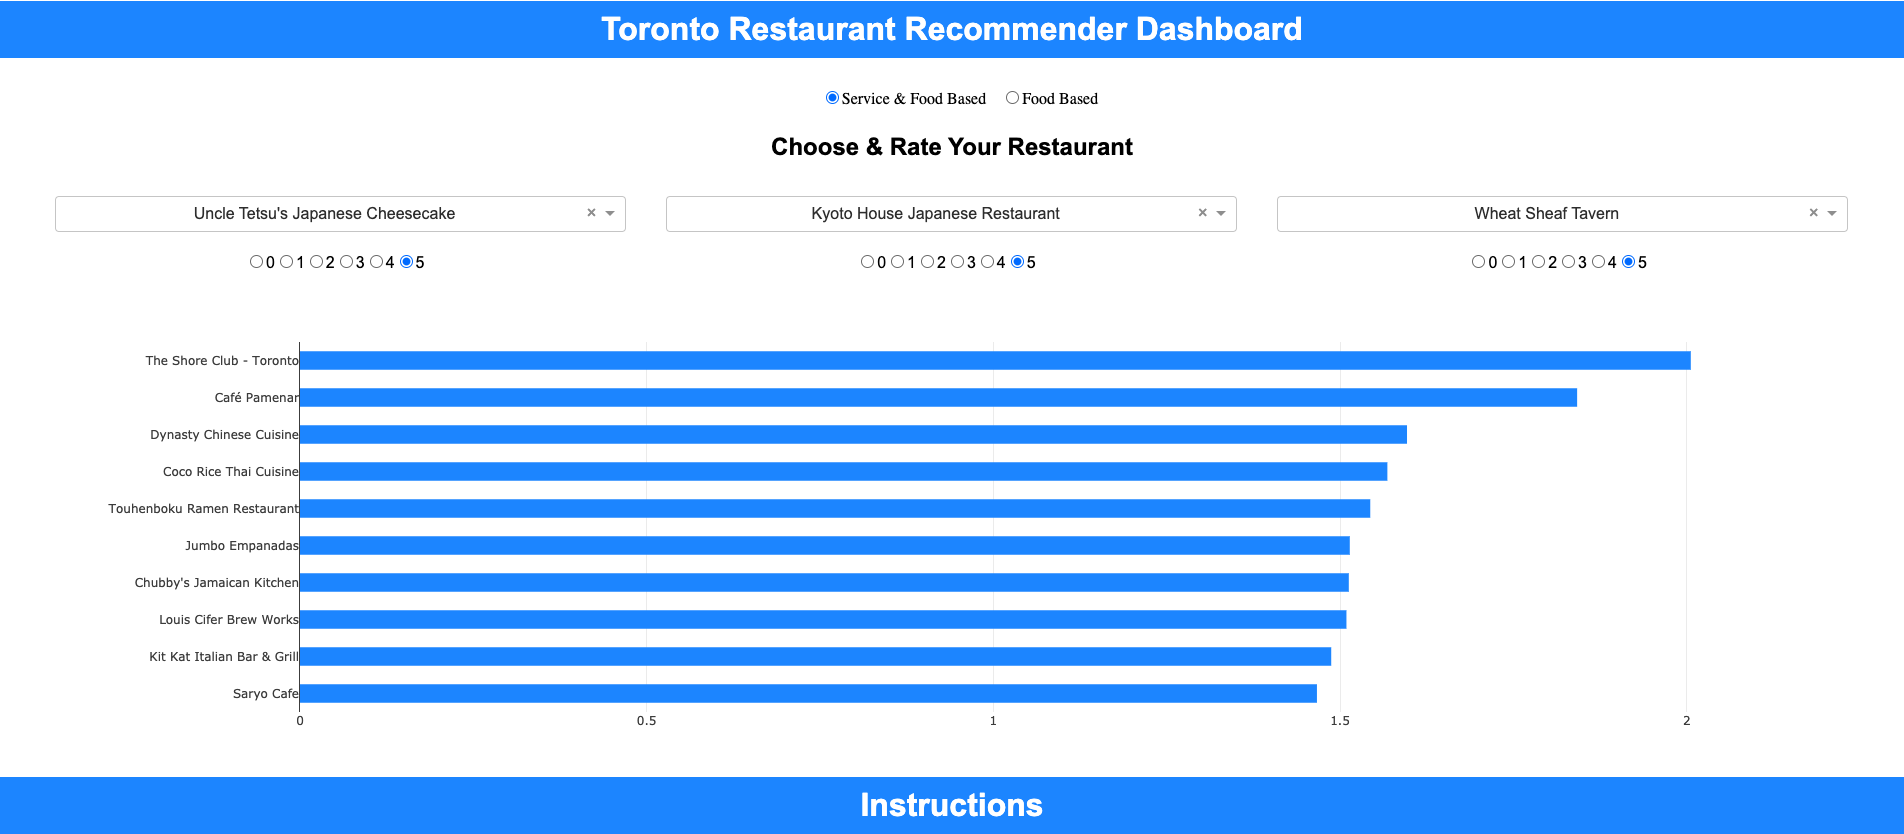 Toronto Restaurant Recommender Dashboard
Service & Food Based Food Based
Choose & Rate Your Restaurant
Uncle Tetsu's Japanese Cheesecake × Kyoto House Japanese Restaurant × Wheat Sheaf Tavern ×
0 1 2 3 4 5 0 1 2 3 4 5 0 1 2 3 4 5
The Shore Club - Toronto
Café Pamenar
Dynasty Chinese Cuisine
Coco Rice Thai Cuisine
Touhenboku Ramen Restaurant
Jumbo Empanadas
Chubby's Jamaican Kitchen
Louis Cifer Brew Works
Kit Kat Italian Bar & Grill
Saryo Cafe
0 0.5 1 1.5 2
Instructions